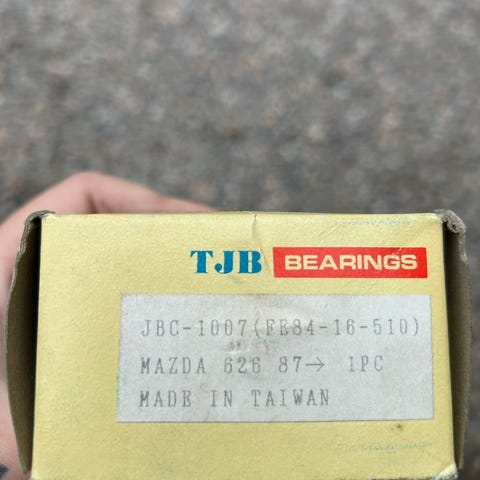 TJB BEARINGS
JBC-1007(FE84-16-510)
MAZDA 626 87→ 1PC
MADE IN TAIWAN